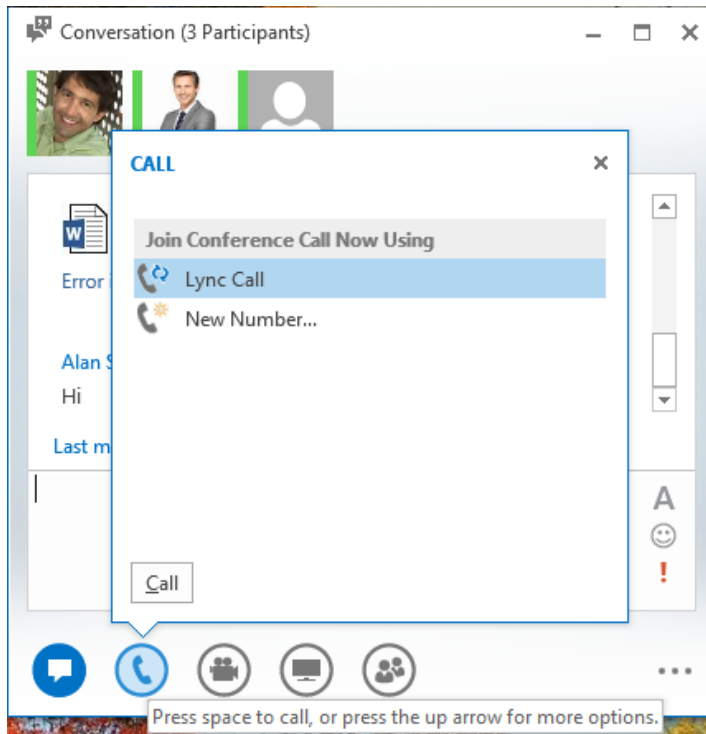 Conversation (3 Participants)
CALL
Join Conference Call Now Using
Lync Call
New Number...
W
Error
Alan S
Hi
Last m
A
!
Call
Press space to call, or press the up arrow for more options.